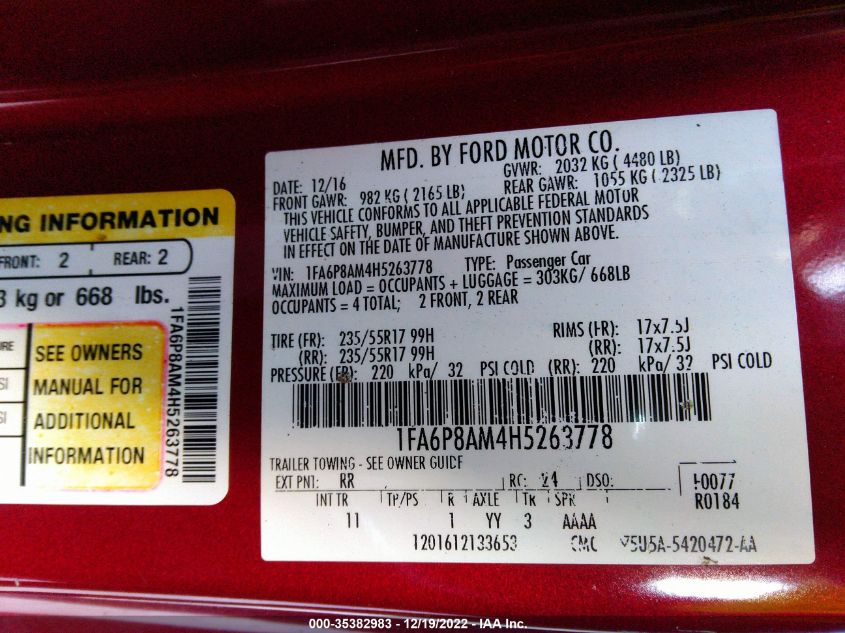 NG INFORMATION
FRONT: 2 REAR: 2
3 kg or 668 lbs.
SEE OWNERS
MANUAL FOR
ADDITIONAL
INFORMATION
1FA6P8AM4H5263778
MFD. BY FORD MOTOR CO.
DATE: 12/16 GVWR: 2032 KG ( 4480 LB)
FRONT GAWR: 982 KG ( 2165 LB) REAR GAWR: 1055 KG ( 2325 LB)
THIS VEHICLE CONFORMS TO ALL APPLICABLE FEDERAL MOTOR
VEHICLE SAFETY, BUMPER, AND THEFT PREVENTION STANDARDS
IN EFFECT ON THE DATE OF MANUFACTURE SHOWN ABOVE.
VIN: 1FA6P8AM4H5263778 TYPE: Passenger Car
MAXIMUM LOAD = OCCUPANTS + LUGGAGE = 303KG/ 668LB
OCCUPANTS = 4 TOTAL; 2 FRONT, 2 REAR
TIRE (FR): 235/55R17 99H RIMS (FR): 17x7.5J
(RR): 235/55R17 99H (RR): 17x7.5J
PRESSURE (FR): 220 kPa/ 32 PSI COLD (RR): 220 kPa/ 32 PSI COLD
1FA6P8AM4H5263778
TRAILER TOWING - SEE OWNER GUIDE
EXT PNT: RR RC: 24 DSO: F0077
R0184
INT TR TP/PS R AXLE TR SPR
11 1 YY 3 AAAA
1201612133653 5U5A-5420472-AA
000-35382983 - 12/19/2022 - IAA Inc.